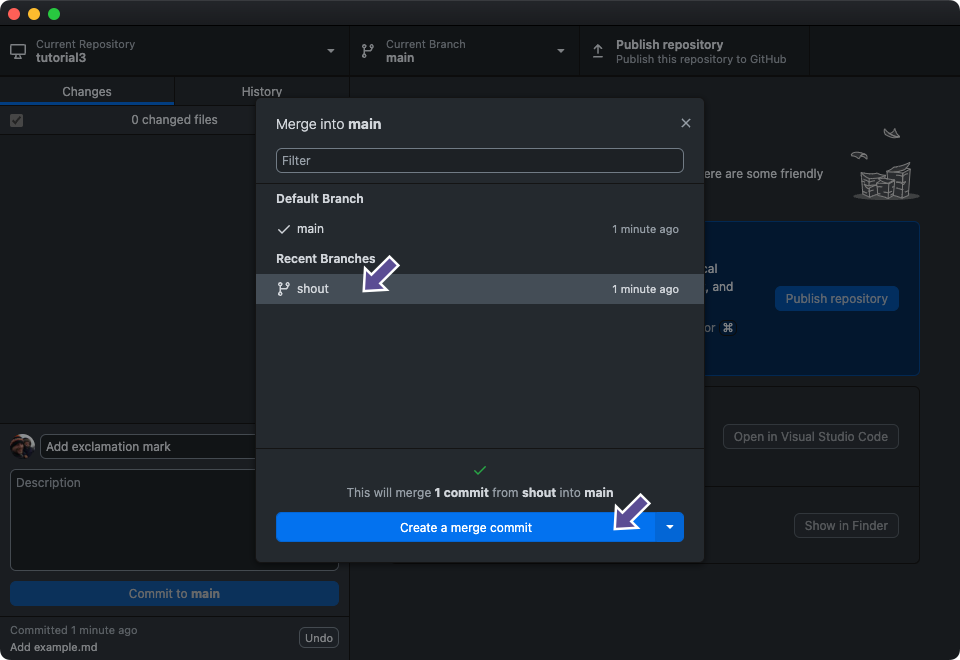 Current Repository
tutorial3
Current Branch
main
Publish repository
Publish this repository to GitHub
Changes
History
0 changed files
Merge into main
Filter
Default Branch
main
1 minute ago
Recent Branches
shout
1 minute ago
This will merge 1 commit from shout into main
Create a merge commit
ere are some friendly
cal
, and
Publish repository
or ⌘
Open in Visual Studio Code
Show in Finder
Add exclamation mark
Description
Commit to main
Committed 1 minute ago
Add example.md
Undo